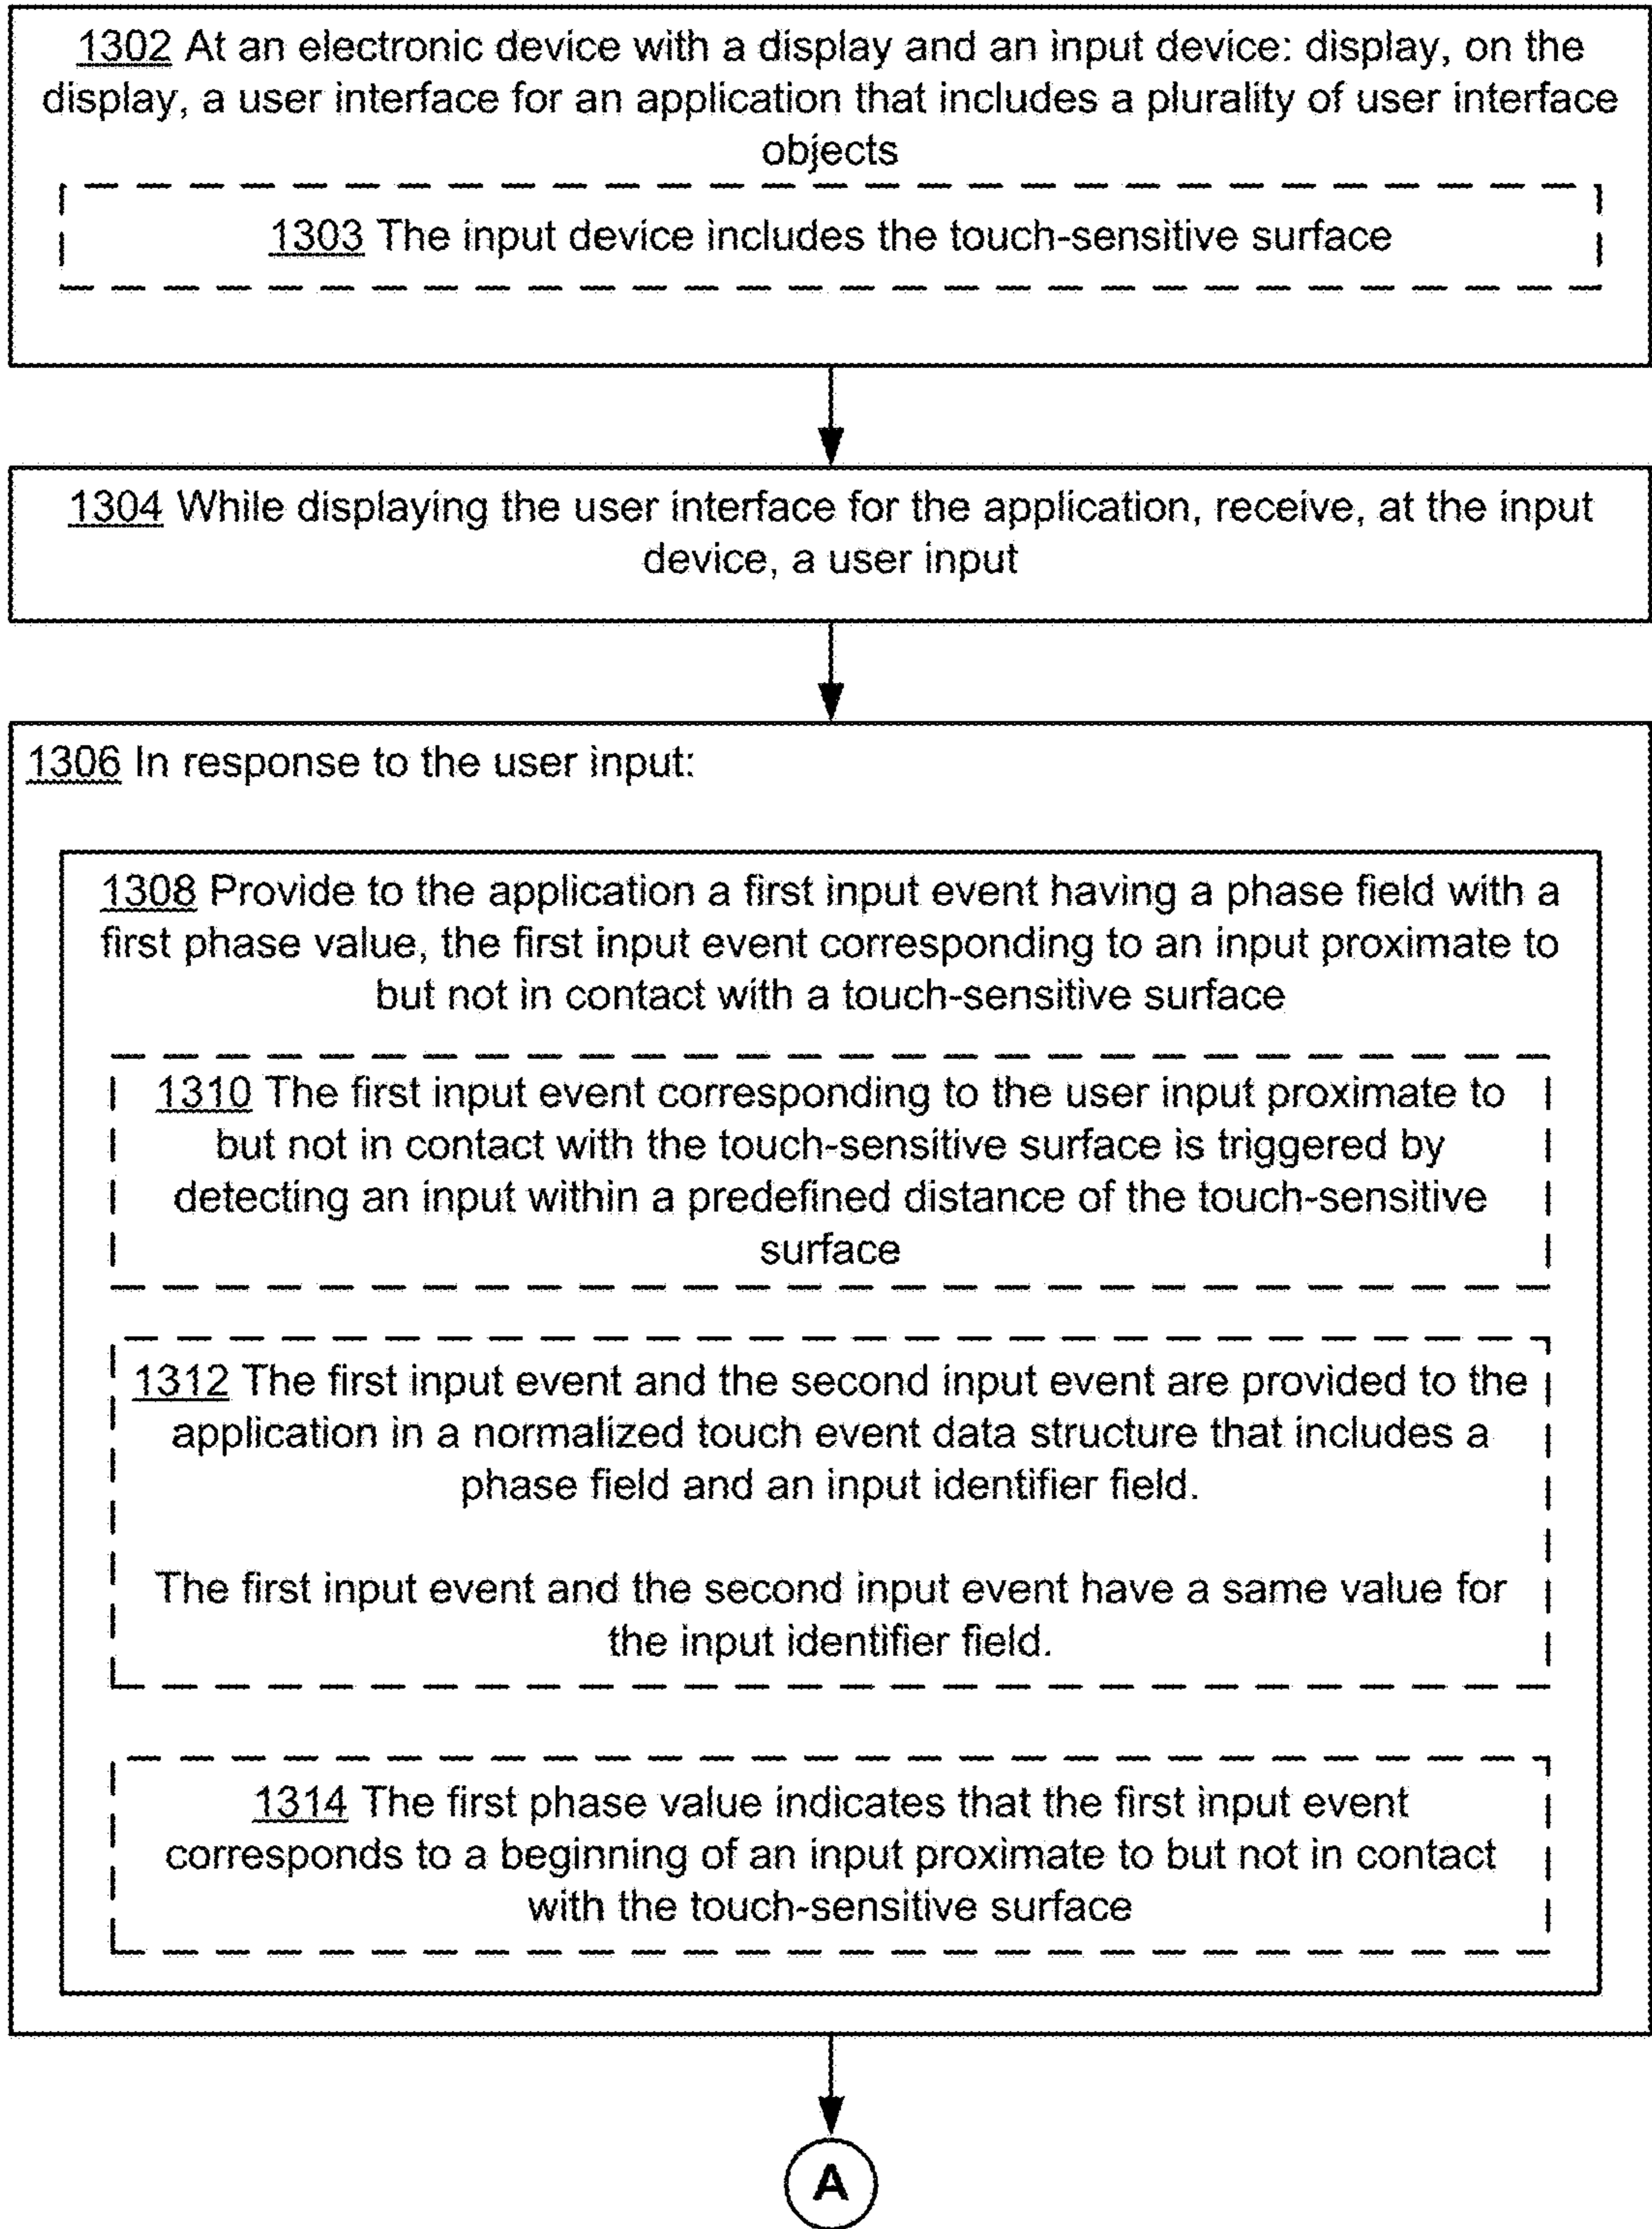 1302 At an electronic device with a display and an input device: display, on the
display, a user interface for an application that includes a plurality of user interface
objects
1303 The input device includes the touch-sensitive surface
1304 While displaying the user interface for the application, receive, at the input
device, a user input
1306 In response to the user input:
1308 Provide to the application a first input event having a phase field with a
first phase value, the first input event corresponding to an input proximate to
but not in contact with a touch-sensitive surface
1310 The first input event corresponding to the user input proximate to
but not in contact with the touch-sensitive surface is triggered by
detecting an input within a predefined distance of the touch-sensitive
surface
1312 The first input event and the second input event are provided to the
application in a normalized touch event data structure that includes a
phase field and an input identifier field.
The first input event and the second input event have a same value for
the input identifier field.
1314 The first phase value indicates that the first input event
corresponds to a beginning of an input proximate to but not in contact
with the touch-sensitive surface
A